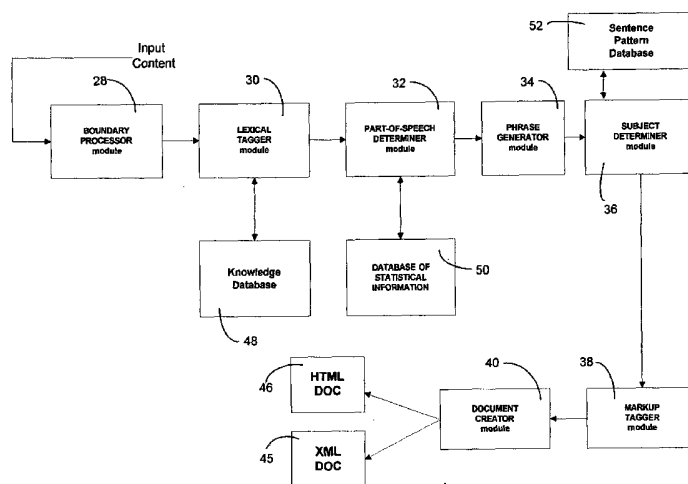 52
Sentence
Pattern
Database
Input
Content
28
30
32
34
BOUNDARY
PROCESSOR
module
LEXICAL
TAGGER
module
PART-OF-SPEECH
DETERMINER
module
PHRASE
GENERATOR
module
SUBJECT
DETERMINER
module
36
Knowledge
Database
48
DATABASE OF
STATISTICAL
INFORMATION
50
46
HTML
DOC
40
38
DOCUMENT
CREATOR
module
MARKUP
TAGGER
module
45
XML
DOC